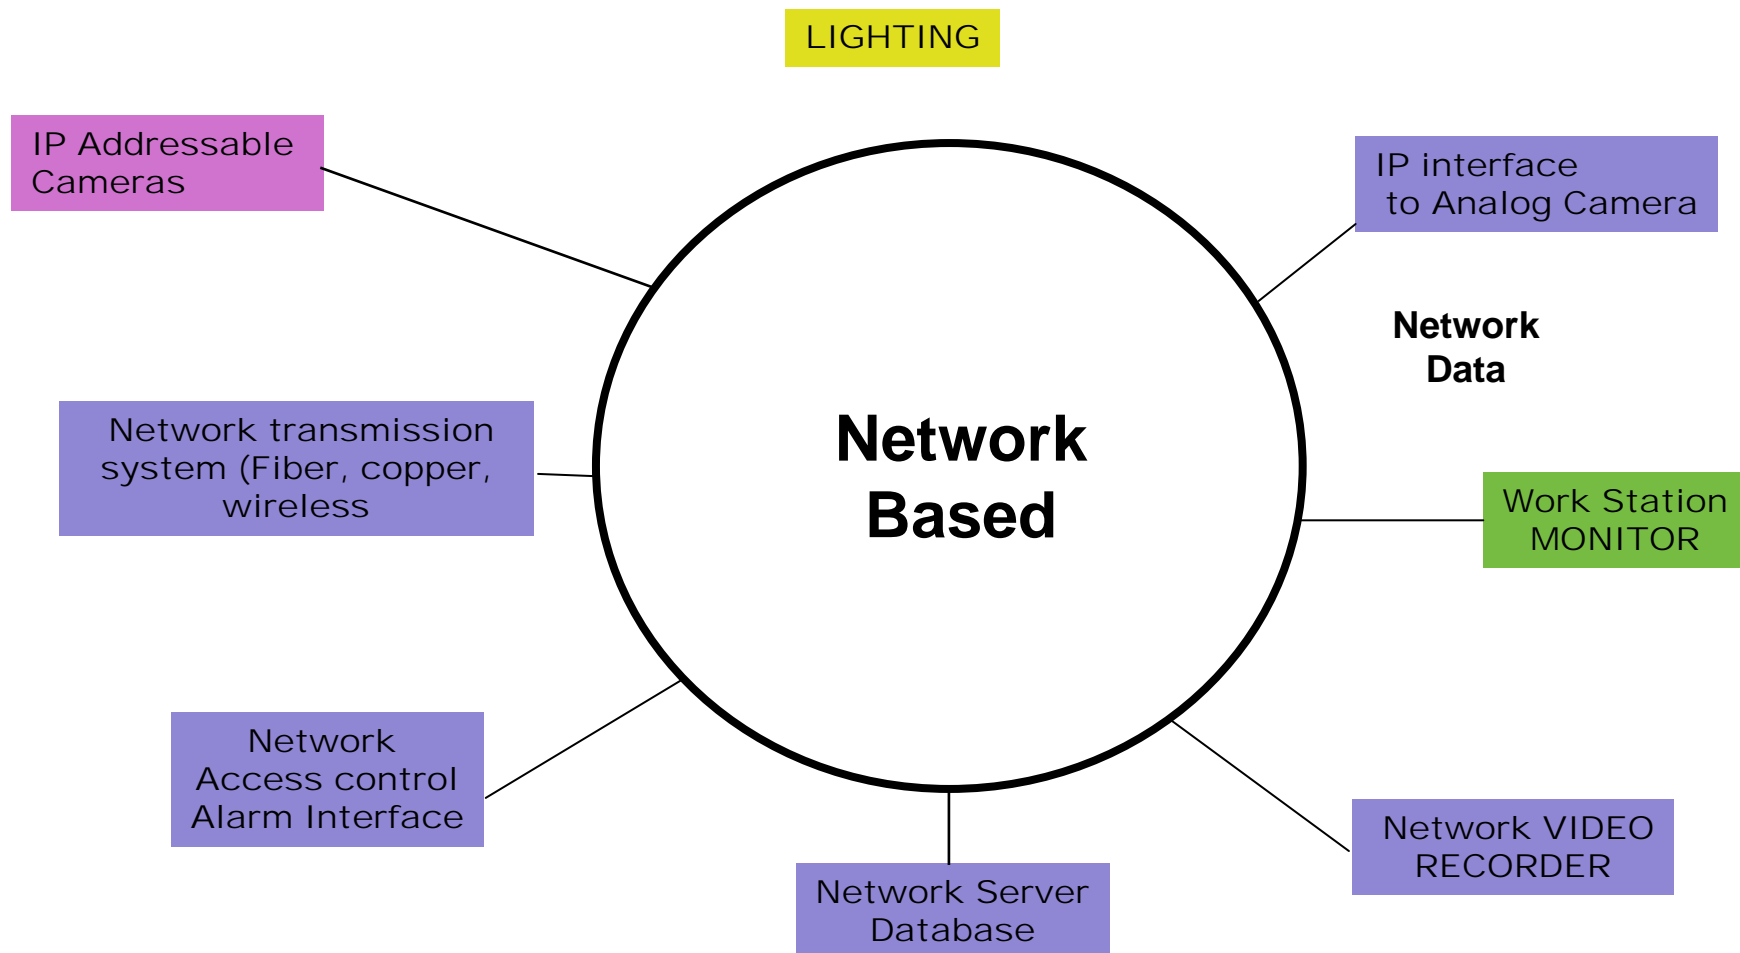 LIGHTING
IP Addressable
Cameras
IP interface
to Analog Camera
Network
Data
Network transmission
system (Fiber, copper,
wireless
Network
Based
Work Station
MONITOR
Network
Access control
Alarm Interface
Network VIDEO
RECORDER
Network Server
Database